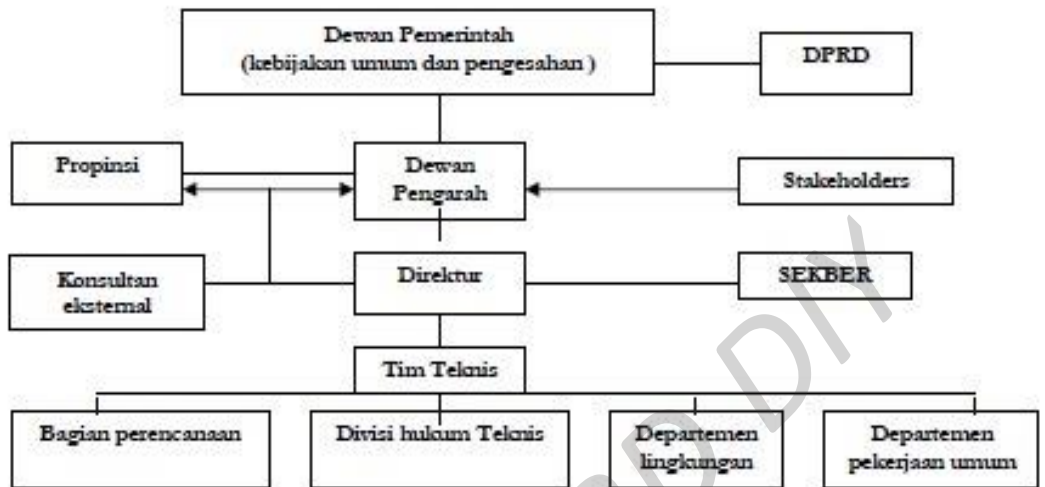 Dewan Pemerintah
(kebijakan umum dan pengesahan )
DPRD
Propinsi
Dewan
Pengarah
Stakeholders
Konsultan
eksternal
Direktur
SEKBER
Tim Teknis
Bagian perencanaan
Divisi hukum Teknis
Departemen
lingkungan
Departemen
pekerjaan umum
DIY